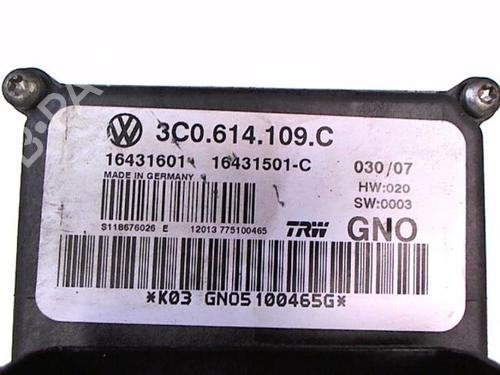 3C0.614.109.C
16431601 16431501-C 030/07
MADE IN GERMANY HW:020
SW:0003
S118676026 E 12013 775100465 TRW GNO
*K03 GNO5100465G*